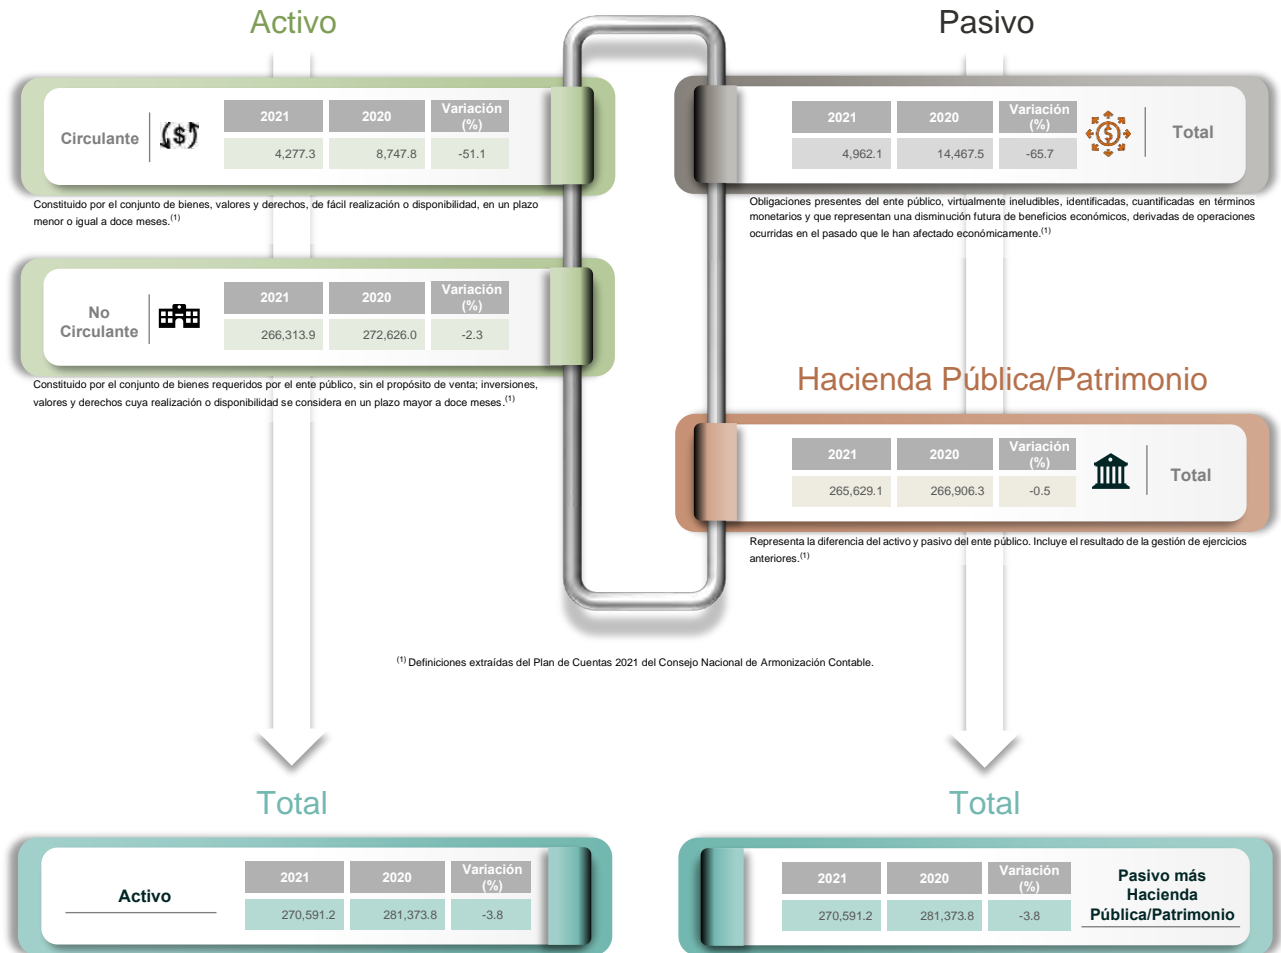 Activo
Circulante
2021 2020 Variación (%)
4,277.3 8,747.8 -51.1
Constituido por el conjunto de bienes, valores y derechos, de fácil realización o disponibilidad, en un plazo
menor o igual a doce meses.(1)
No
Circulante
2021 2020 Variación (%)
266,313.9 272,626.0 -2.3
Constituido por el conjunto de bienes requeridos por el ente público, sin el propósito de venta; inversiones,
valores y derechos cuya realización o disponibilidad se considera en un plazo mayor a doce meses.(1)
Pasivo
2021 2020 Variación (%)
4,962.1 14,467.5 -65.7
Total
Obligaciones presentes del ente público, virtualmente ineludibles, identificadas, cuantificadas en términos
monetarios y que representan una disminución futura de beneficios económicos, derivadas de operaciones
ocurridas en el pasado que le han afectado económicamente.(1)
Hacienda Pública/Patrimonio
2021 2020 Variación (%)
265,629.1 266,906.3 -0.5
Total
Representa la diferencia del activo y pasivo del ente público. Incluye el resultado de la gestión de ejercicios
anteriores.(1)
(1) Definiciones extraídas del Plan de Cuentas 2021 del Consejo Nacional de Armonización Contable.
Total
Activo
2021 2020 Variación (%)
270,591.2 281,373.8 -3.8
Total
2021 2020 Variación (%)
270,591.2 281,373.8 -3.8
Pasivo más
Hacienda
Pública/Patrimonio